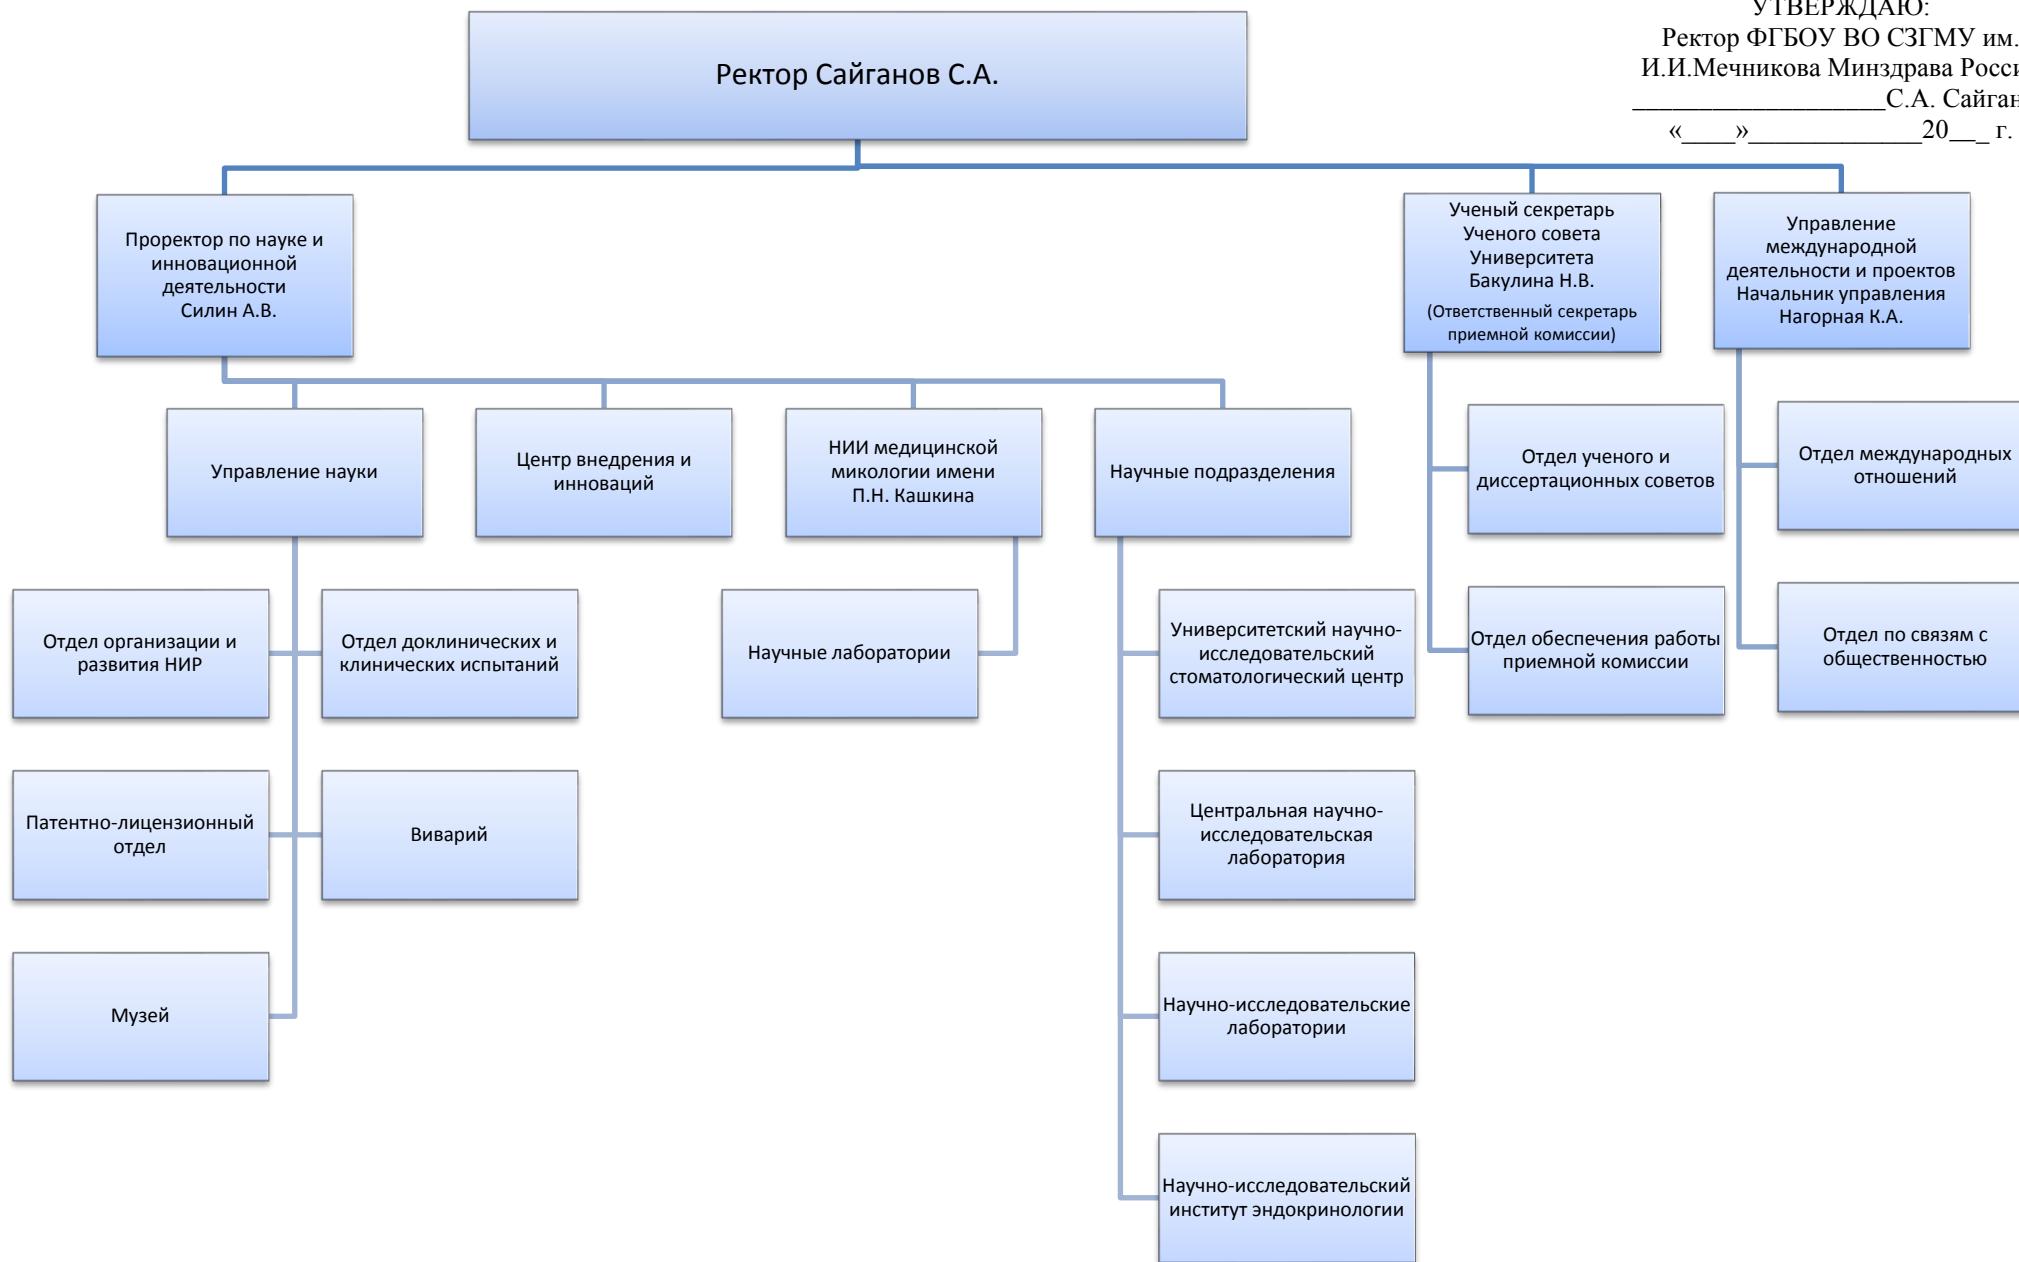 УТВЕРЖДАЮ:
Ректор ФГБОУ ВО СЗГМУ им.
И.И.Мечникова Минздрава Росси
___________________С.А. Сайган
«____»_____________20___ г.
Ректор Сайганов С.А.
Проректор по науке и
инновационной
деятельности
Силин А.В.
Ученый секретарь
Ученого совета
Университета
Бакулина Н.В.
(Ответственный секретарь
приемной комиссии)
Управление
международной
деятельности и проектов
Начальник управления
Нагорная К.А.
Управление науки
Центр внедрения и
инноваций
НИИ медицинской
микологии имени
П.Н. Кашкина
Научные подразделения
Отдел ученого и
диссертационных советов
Отдел международных
отношений
Отдел организации и
развития НИР
Отдел доклинических и
клинических испытаний
Научные лаборатории
Университетский научно-
исследовательский
стоматологический центр
Отдел обеспечения работы
приемной комиссии
Отдел по связям с
общественностью
Патентно-лицензионный
отдел
Виварий
Центральная научно-
исследовательская
лаборатория
Музей
Научно-исследовательские
лаборатории
Научно-исследовательский
институт эндокринологии